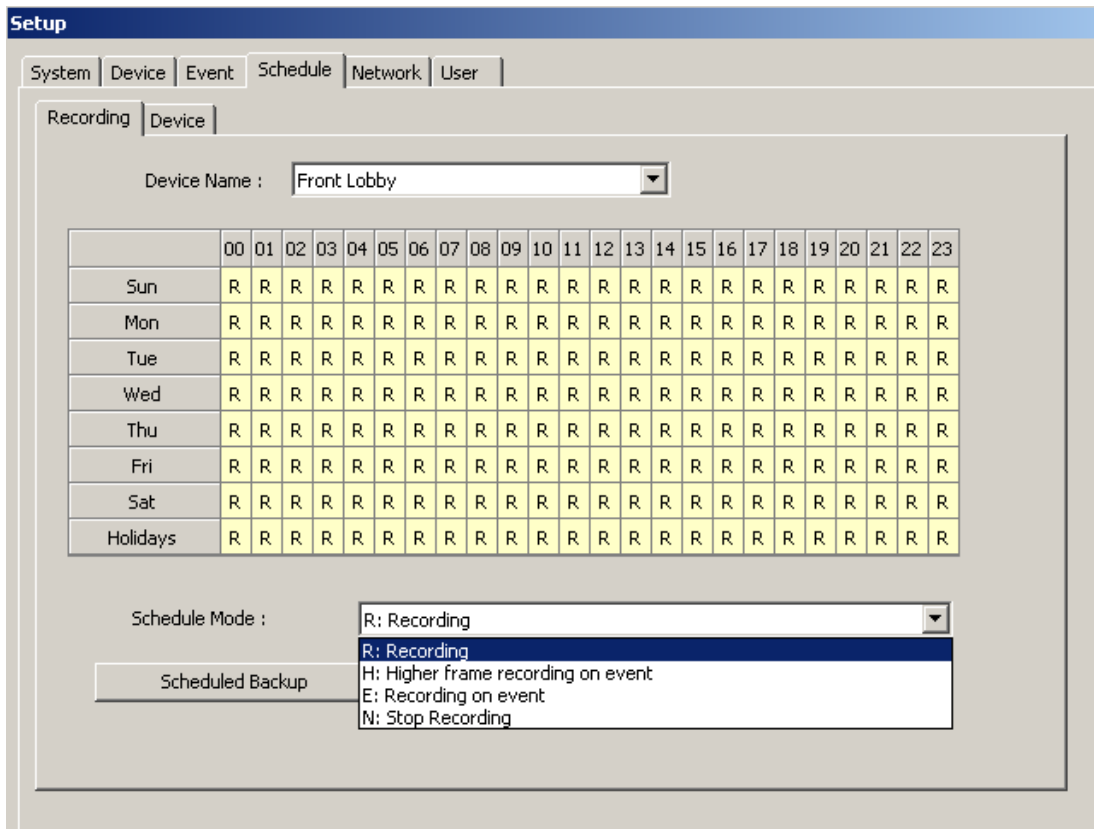 Setup
System Device Event Schedule Network User
Recording Device
Device Name : Front Lobby
00 01 02 03 04 05 06 07 08 09 10 11 12 13 14 15 16 17 18 19 20 21 22 23
Sun R R R R R R R R R R R R R R R R R R R R R R R R
Mon R R R R R R R R R R R R R R R R R R R R R R R R
Tue R R R R R R R R R R R R R R R R R R R R R R R R
Wed R R R R R R R R R R R R R R R R R R R R R R R R
Thu R R R R R R R R R R R R R R R R R R R R R R R R
Fri R R R R R R R R R R R R R R R R R R R R R R R R
Sat R R R R R R R R R R R R R R R R R R R R R R R R
Holidays R R R R R R R R R R R R R R R R R R R R R R R R
Schedule Mode : R: Recording
R: Recording
H: Higher frame recording on event
Scheduled Backup
E: Recording on event
N: Stop Recording